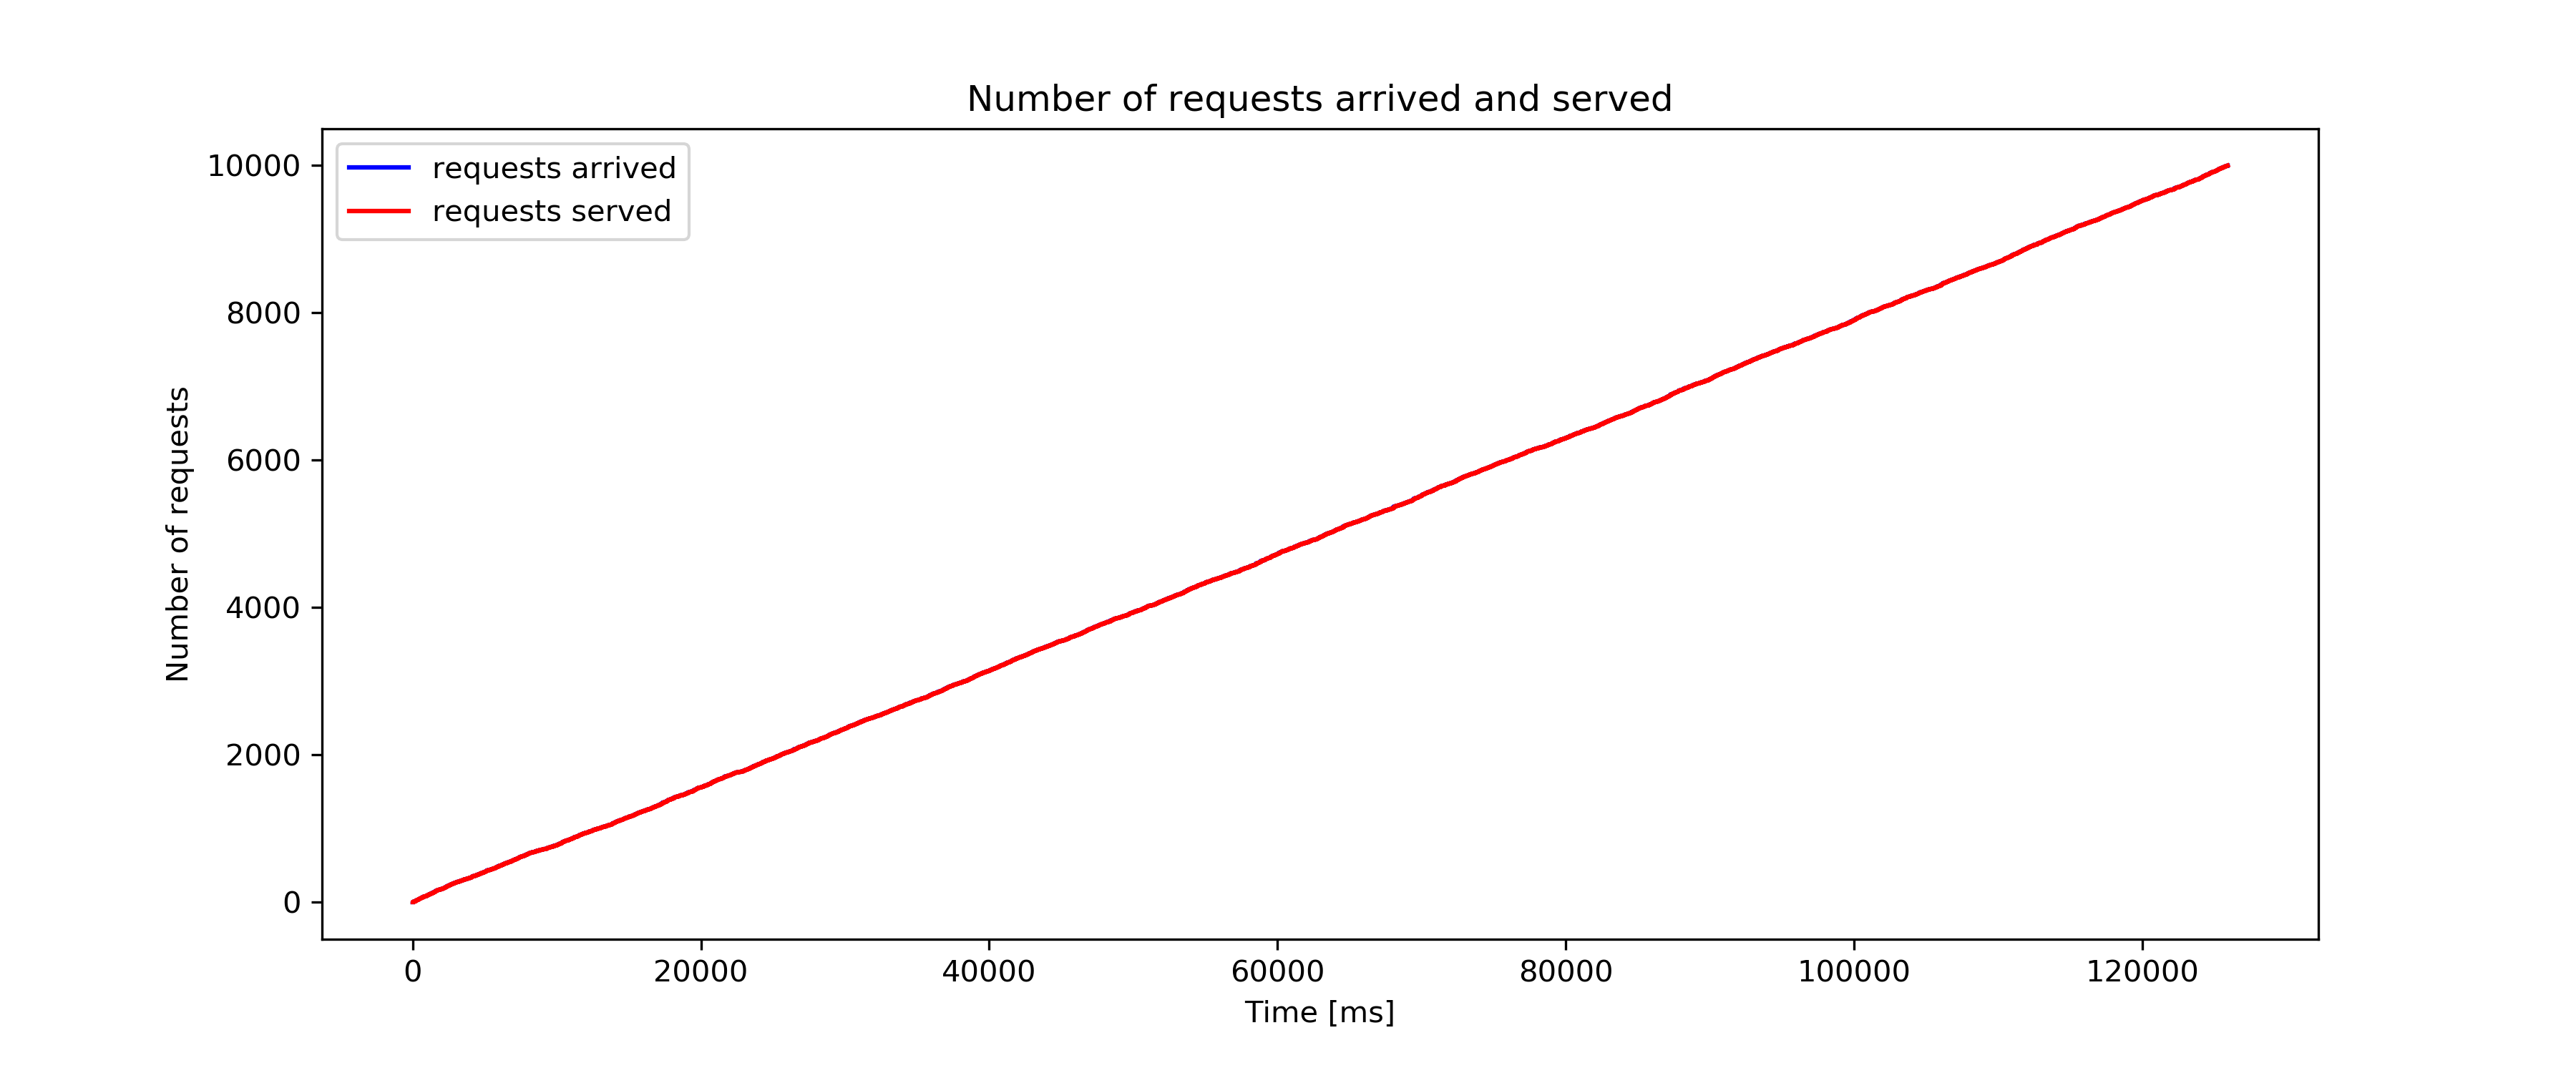 Number of requests arrived and served
requests arrived
requests served
10000
8000
6000
4000
2000
0
Number of requests
0 20000 40000 60000 80000 100000 120000
Time [ms]